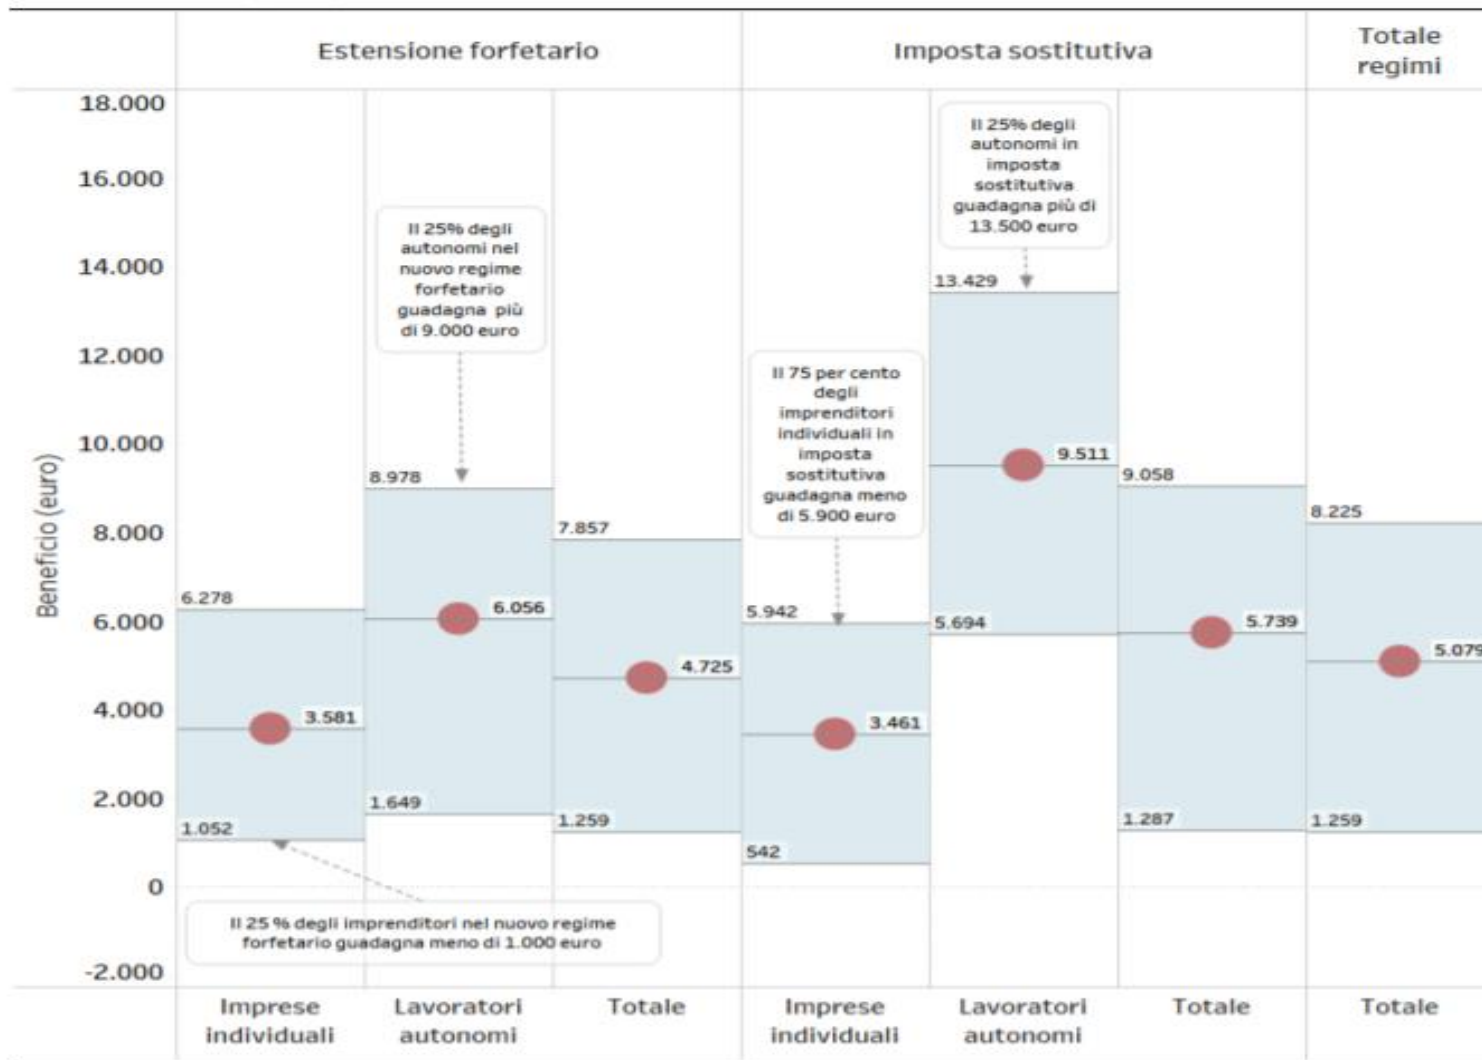 Estensione forfetario
Imposta sostitutiva
Totale
regimi
Beneficio (euro)
18.000
16.000
14.000
12.000
10.000
8.000
6.000
4.000
2.000
0
-2.000
Il 25% degli
autonomi nel
nuovo regime
forfetario
guadagna più
di 9.000 euro
Il 25% degli
autonomi in
imposta
sostitutiva
guadagna più di
13.500 euro
Il 75 per cento
degli
imprenditori
individuali in
imposta
sostitutiva
guadagna meno
di 5.900 euro
Il 25 % degli imprenditori nel nuovo regime
forfetario guadagna meno di 1.000 euro
6.278
3.581
1.052
8.978
6.056
1.649
7.857
4.725
1.259
5.942
3.461
542
13.429
9.511
5.694
9.058
5.739
1.287
8.225
5.079
1.259
Imprese
individuali
Lavoratori
autonomi
Totale
Imprese
individuali
Lavoratori
autonomi
Totale
Totale